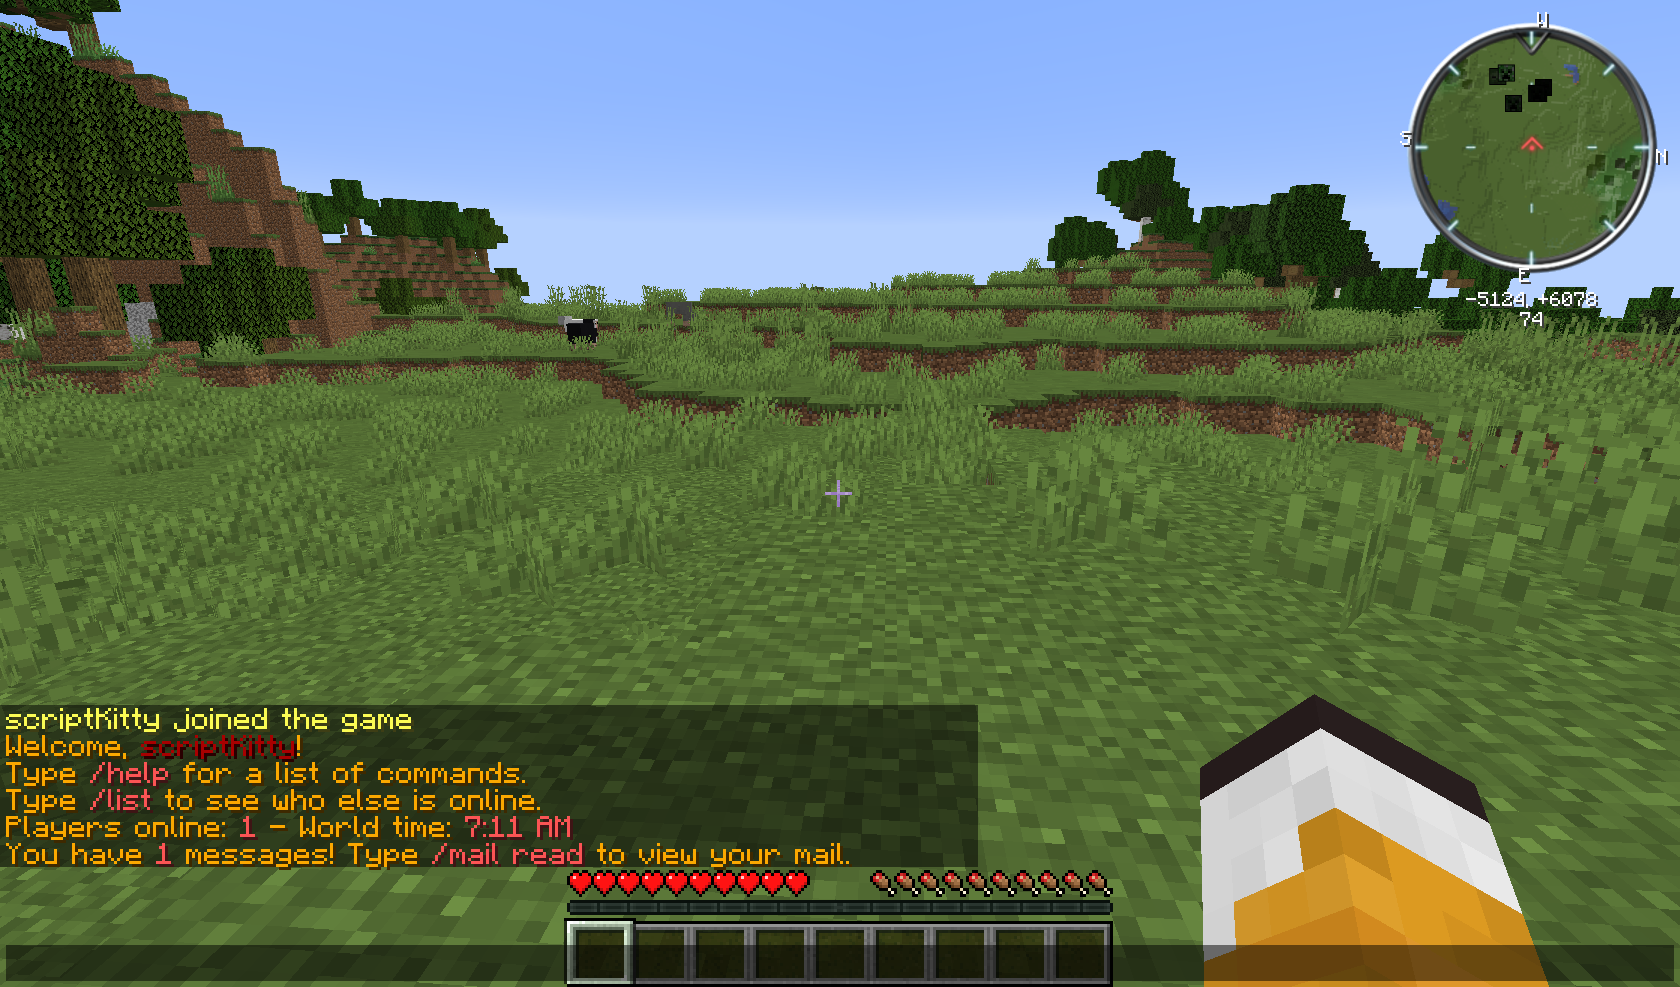 W
S
N
E
-5124, +6078
74
scriptKitty joined the game
Welcome, scriptKitty!
Type /help for a list of commands.
Type /list to see who else is online.
Players online: 1 - World time: 7:11 AM
You have 1 messages! Type /mail read to view your mail.